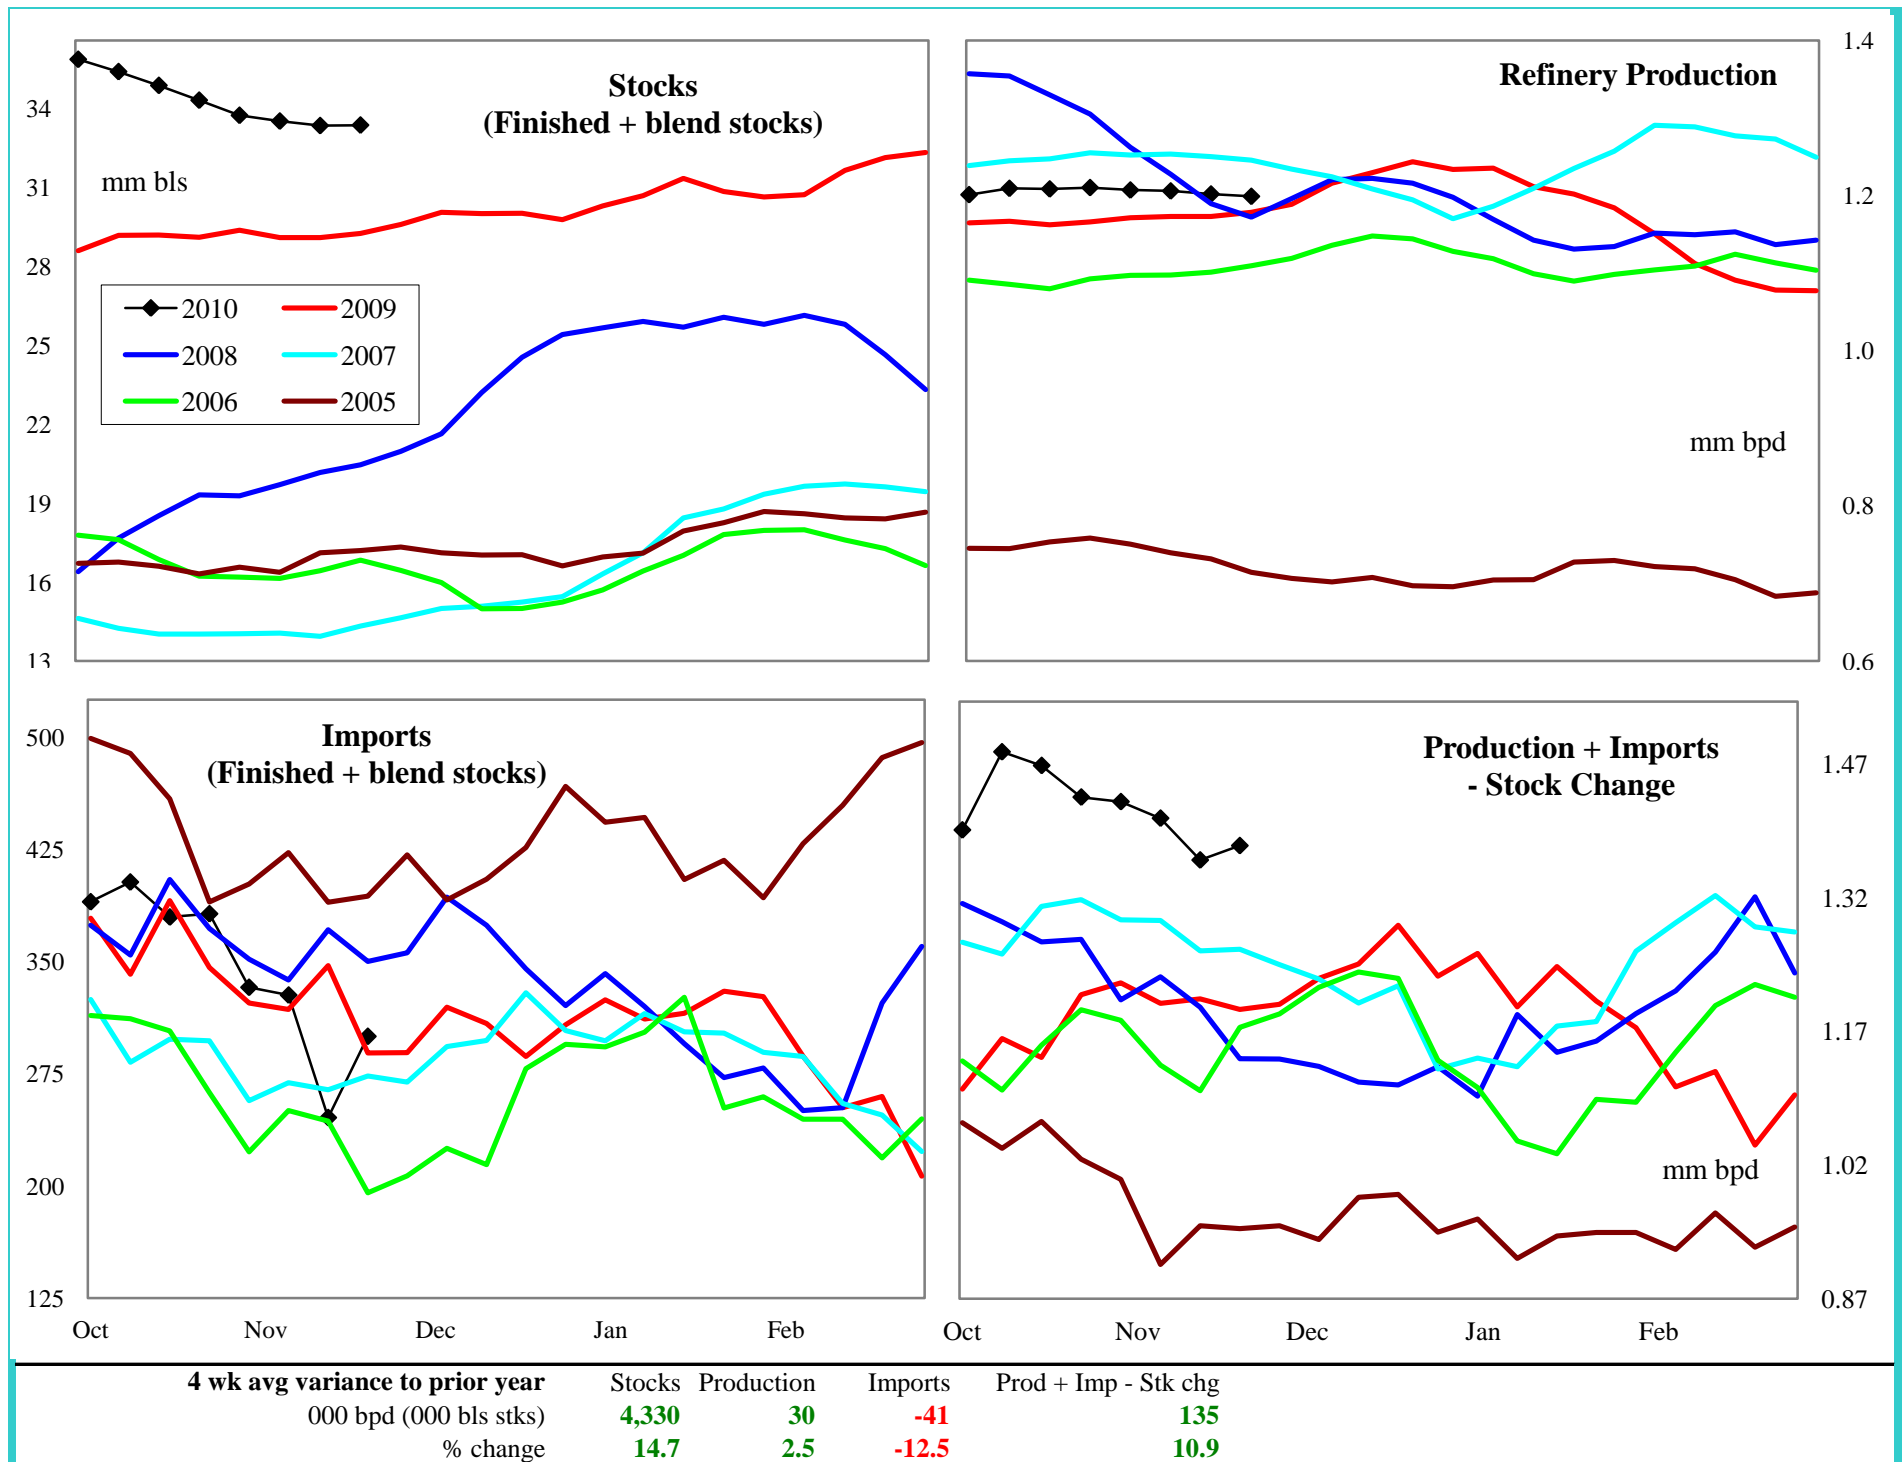 Stocks
(Finished + blend stocks)
mm bls
34
31
28
25
22
19
16
13
2010
2009
2008
2007
2006
2005
Refinery Production
mm bpd
1.4
1.2
1.0
0.8
0.6
Imports
(Finished + blend stocks)
500
425
350
275
200
125
Oct Nov Dec Jan Feb
Production + Imports
- Stock Change
mm bpd
1.47
1.32
1.17
1.02
0.87
Oct Nov Dec Jan Feb
4 wk avg variance to prior year Stocks Production Imports Prod + Imp - Stk chg
000 bpd (000 bls stks) 4,330 30 -41 135
% change 14.7 2.5 -12.5 10.9